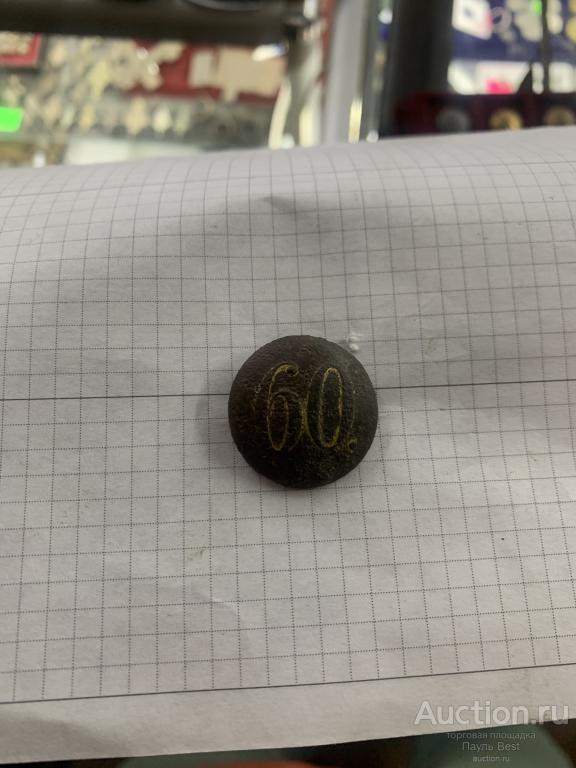 60
Auction.ru
торговая площадка
Пауль Best
auction.ru